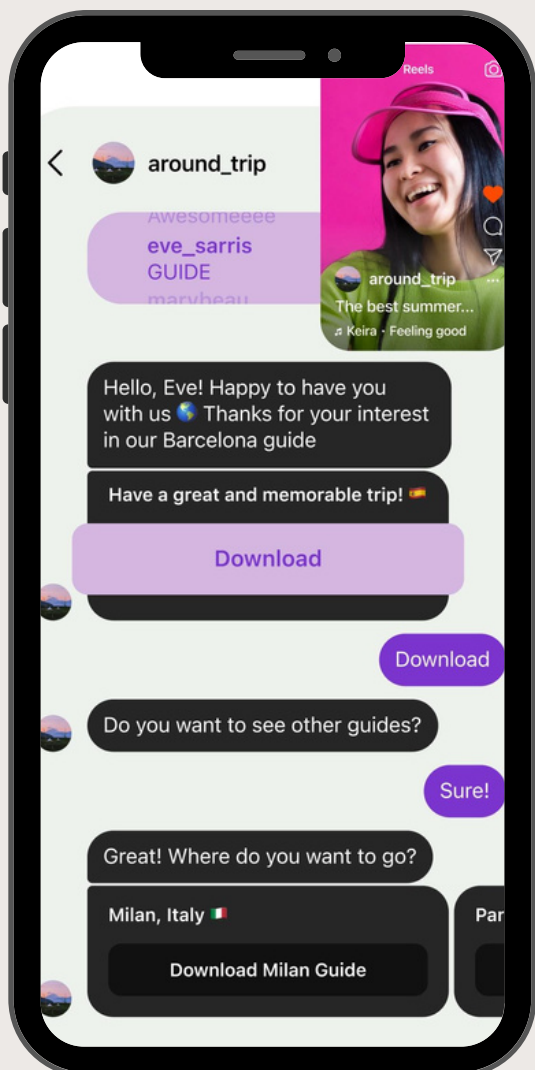 Reels
around_trip
Awesomeeee
eve_sarris
GUIDE
marybeau
around_trip
The best summer...
♬ Keira · Feeling good
Hello, Eve! Happy to have you
with us 🌎 Thanks for your interest
in our Barcelona guide
Have a great and memorable trip! 🇪🇸
Download
Download
Do you want to see other guides?
Sure!
Great! Where do you want to go?
Milan, Italy 🇮🇹
Par
Download Milan Guide